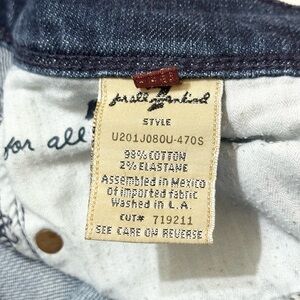 for all mankind
STYLE
U201J080U-470S
98% COTTON
2% ELASTANE
Assembled in Mexico
of imported fabric
Washed in L.A.
CUT# 719211
SEE CARE ON REVERSE
for all